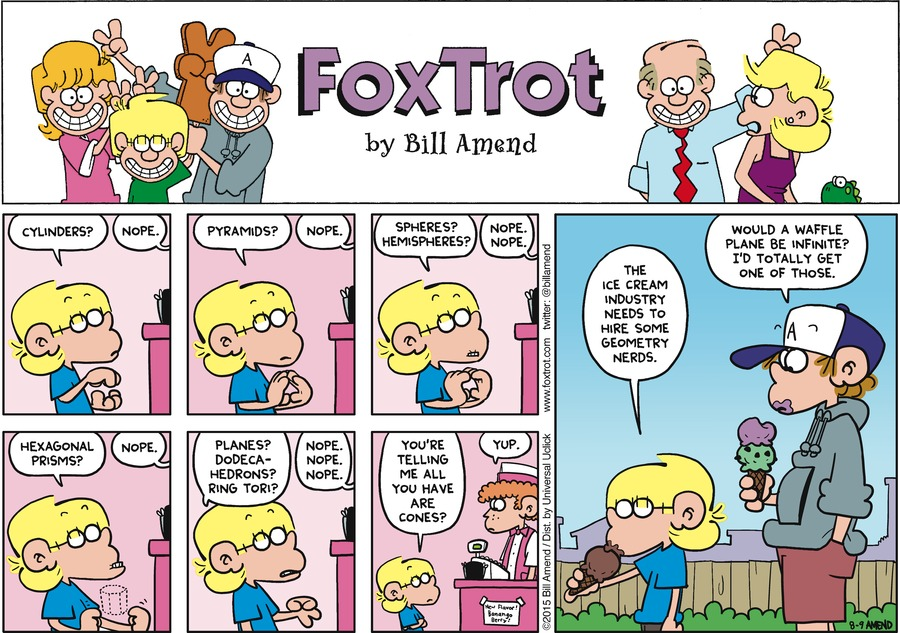 A
FoxTrot
by Bill Amend
CYLINDERS?
NOPE.
PYRAMIDS?
NOPE.
SPHERES?
HEMISPHERES?
NOPE.
NOPE.
www.foxtrot.com twitter: @billamend
HEXAGONAL
PRISMS?
NOPE.
PLANES?
DODECA-
HEDRONS?
RING TORI?
NOPE.
NOPE.
NOPE.
YOU'RE
TELLING
ME ALL
YOU HAVE
ARE
CONES?
YUP.
New Flavor!
Banango
Berry?
©2015 Bill Amend / Dist. by Universal Uclick
THE
ICE CREAM
INDUSTRY
NEEDS TO
HIRE SOME
GEOMETRY
NERDS.
WOULD A WAFFLE
PLANE BE INFINITE?
I'D TOTALLY GET
ONE OF THOSE.
A
8-9 AMEND